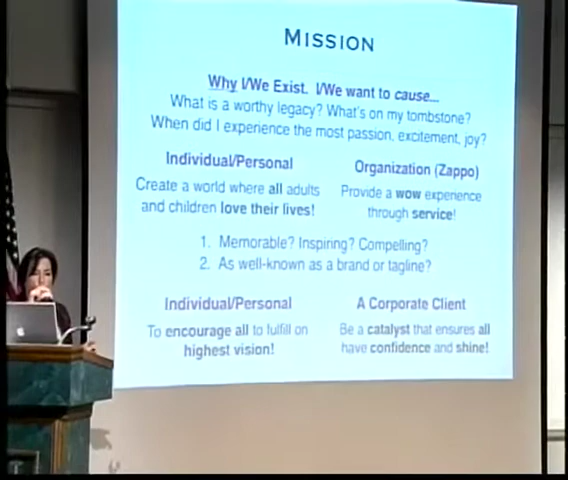 MISSION
Why I/We Exist. I/We want to cause...
What is a worthy legacy? What's on my tombstone?
When did I experience the most passion, excitement, joy?
Individual/Personal
Create a world where all adults
and children love their lives!
Organization (Zappo)
Provide a wow experience
through service!
1. Memorable? Inspiring? Compelling?
2. As well-known as a brand or tagline?
Individual/Personal
To encourage all to fulfill on
highest vision!
A Corporate Client
Be a catalyst that ensures all
have confidence and shine!